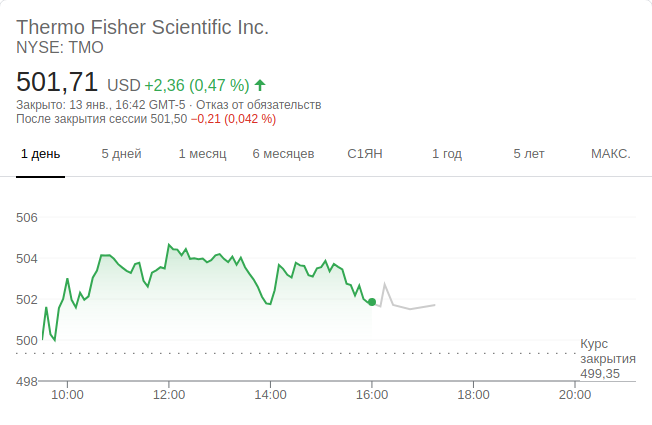 Thermo Fisher Scientific Inc.
NYSE: TMO
501,71 USD +2,36 (0,47 %)
Закрыто: 13 янв., 16:42 GMT-5 · Отказ от обязательств
После закрытия сессии 501,50 −0,21 (0,042 %)
1 день 5 дней 1 месяц 6 месяцев С1ЯН 1 год 5 лет МАКС.
506
504
502
500
Курс
закрытия
499,35
498
10:00 12:00 14:00 16:00 18:00 20:00